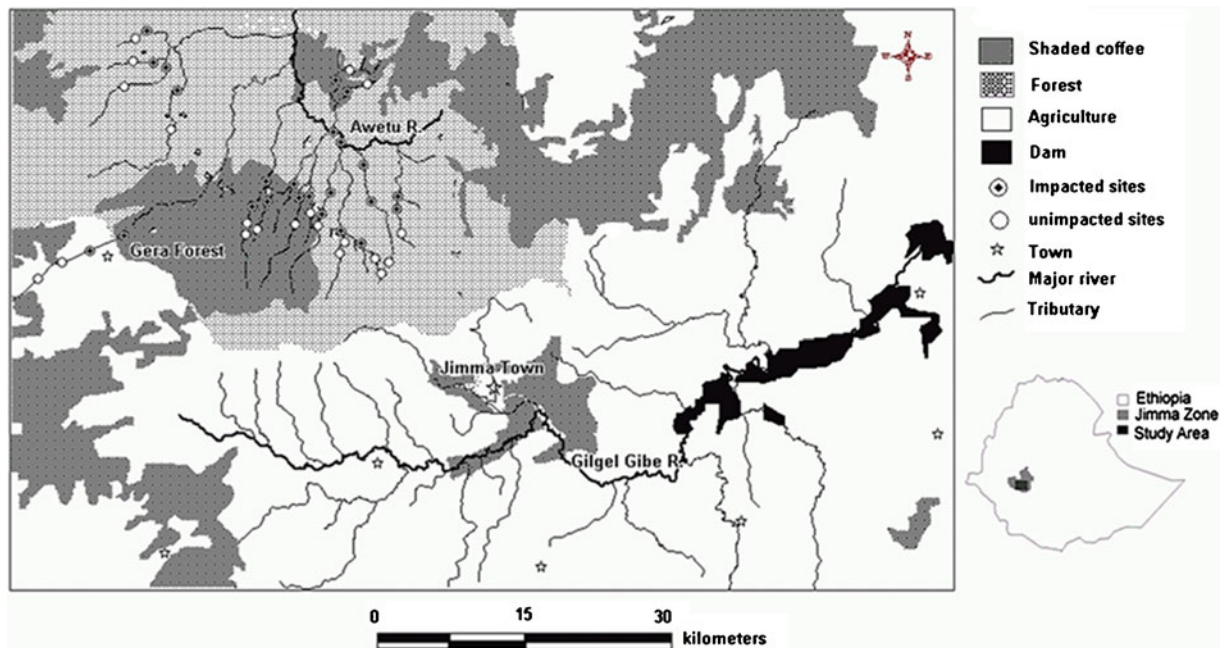 N
W E
S
Shaded coffee
Forest
Agriculture
Dam
Impacted sites
unimpacted sites
Town
Major river
Tributary
Awetu R.
Gera Forest
Jimma Town
Gilgel Gibe R.
Ethiopia
Jimma Zone
Study Area
0 15 30
kilometers